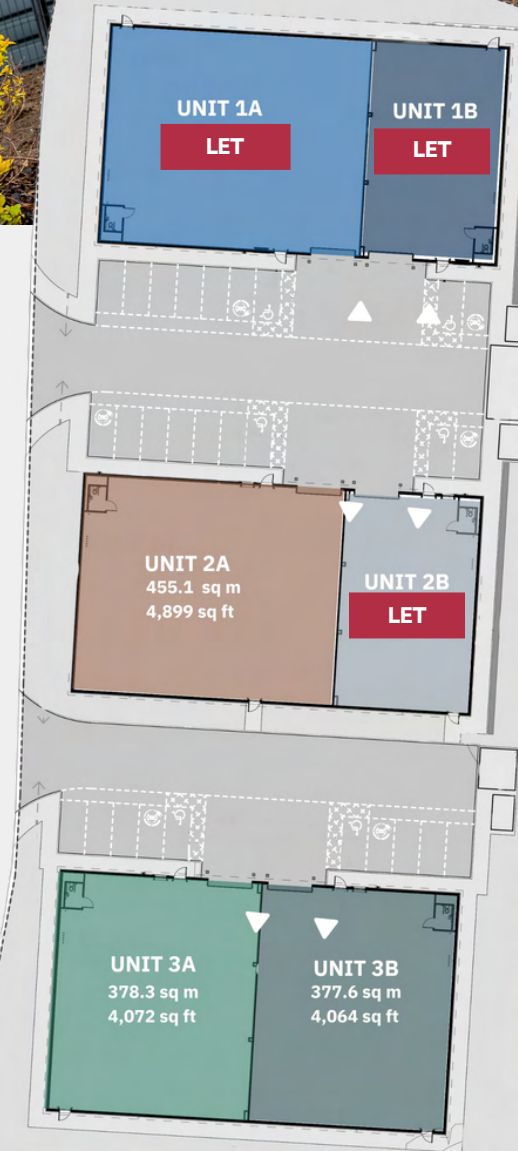 UNIT 1A
LET
UNIT 1B
LET
UNIT 2A
455.1 sq m
4,899 sq ft
UNIT 2B
LET
UNIT 3A
378.3 sq m
4,072 sq ft
UNIT 3B
377.6 sq m
4,064 sq ft